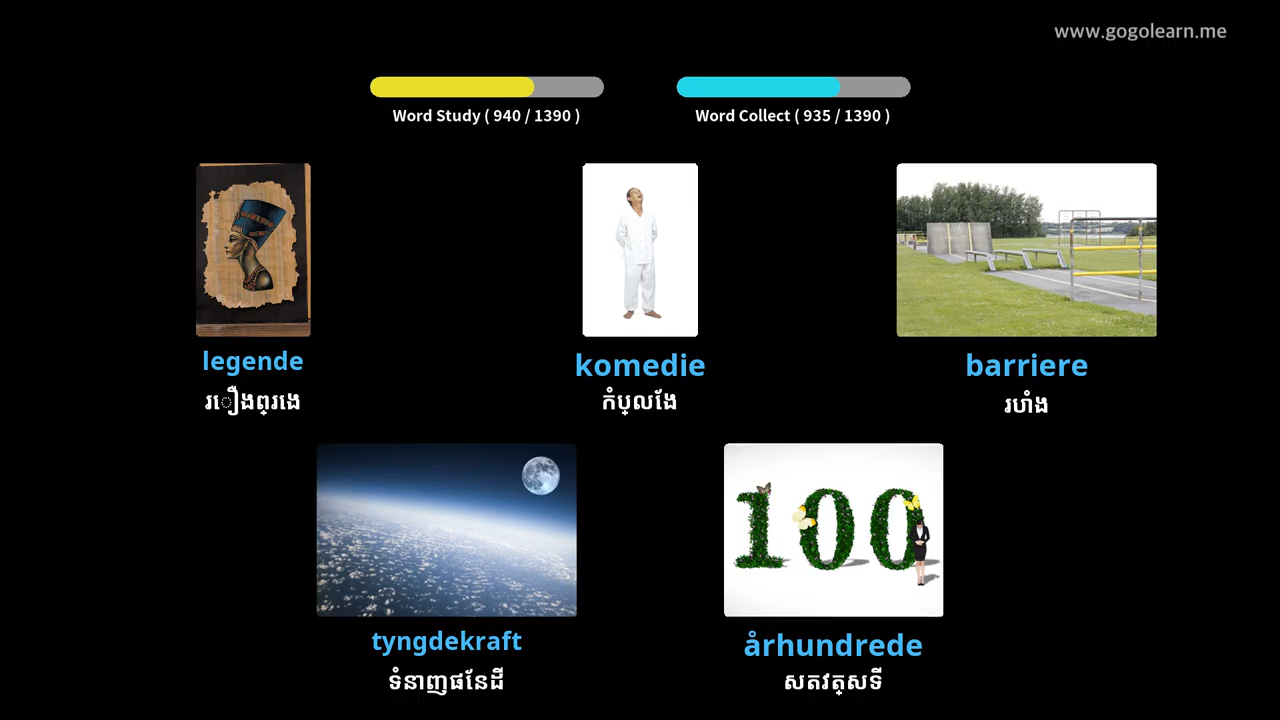 www.gogolearn.me
Word Study ( 940 / 1390 )
Word Collect ( 935 / 1390 )
legende
រឿងព្រេង
komedie
កំប្លែង
barriere
របាំង
tyngdekraft
ទំនាញផែនដី
århundrede
សតវត្សទី
100